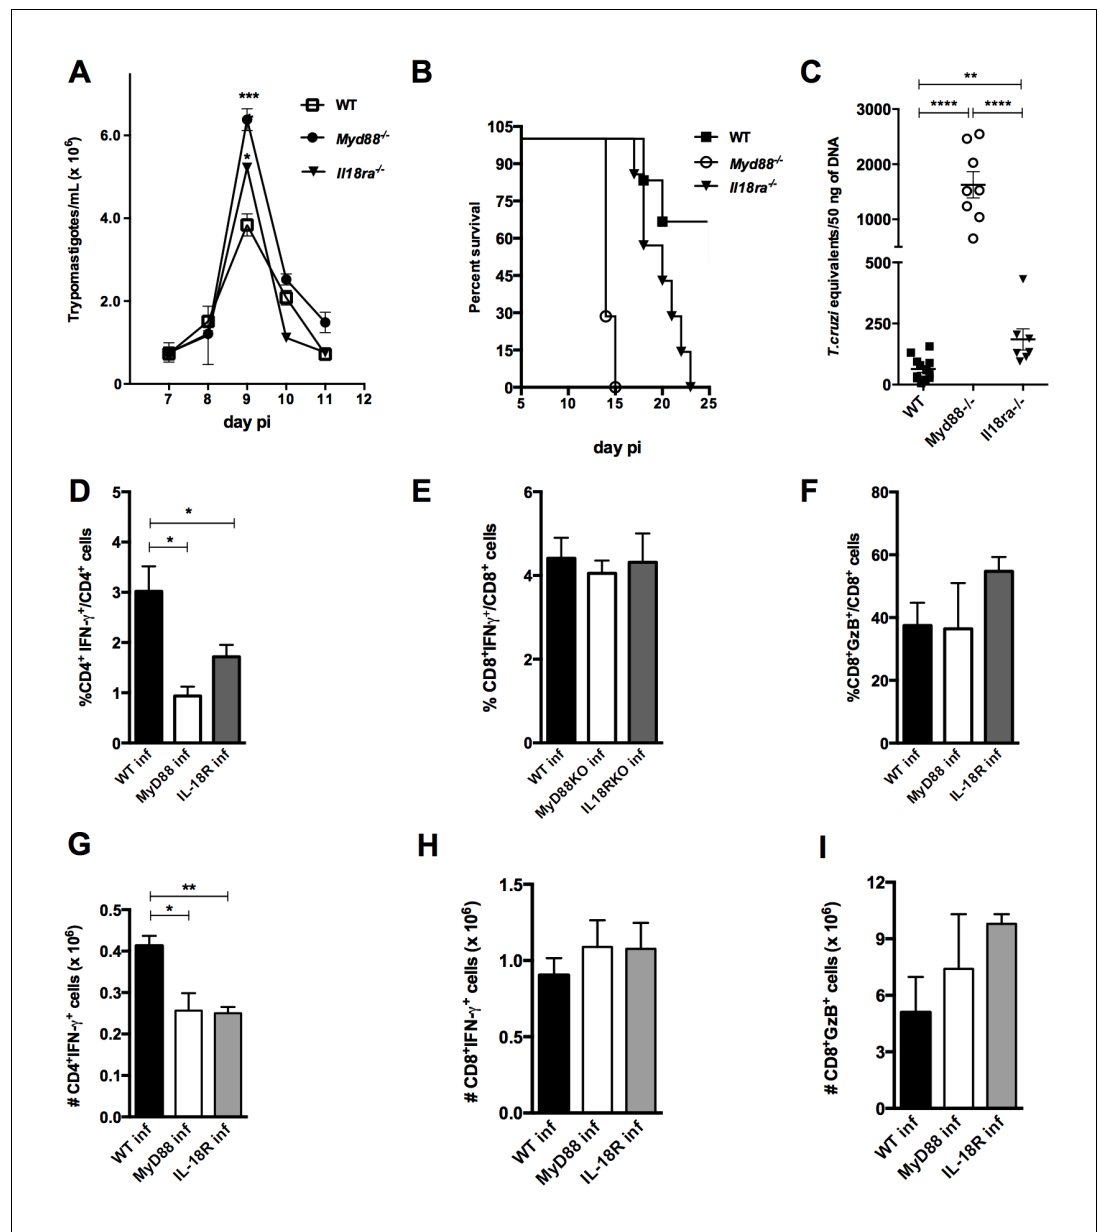 A
Trypomastigotes/mL (x 10⁶)
6.0
4.0
2.0
0
7 8 9 10 11 12
day pi
***
*
WT
Myd88⁻/⁻
Il18ra⁻/⁻
B
Percent survival
105
90
75
60
45
30
15
0
5 10 15 20 25
day pi
WT
Myd88⁻/⁻
Il18ra⁻/⁻
C
T.cruzi equivalents/50 ng of DNA
3000
2000
1000
500
250
0
**
**** ****
WT Myd88-/- Il18ra-/-
D
%CD4⁺ IFN-γ⁺/CD4⁺ cells
5
4
3
2
1
0
*
*
WT inf MyD88 inf IL-18R inf
E
% CD8⁺IFNγ⁺/CD8⁺ cells
6
4
2
0
WT inf MyD88KO inf IL18RKO inf
F
%CD8⁺GzB⁺/CD8⁺ cells
80
60
40
20
0
WT inf MyD88 inf IL-18R inf
G
# CD4⁺IFN-γ⁺ cells (x 10⁶)
0.5
0.4
0.3
0.2
0.1
0.0
**
*
WT inf MyD88 inf IL-18R inf
H
# CD8⁺IFN-γ⁺ cells (x 10⁶)
1.5
1.0
0.5
0.0
WT inf MyD88 inf IL-18R inf
I
# CD8⁺GzB⁺ cells (x 10⁶)
12
9
6
3
0
WT inf MyD88 inf IL-18R inf